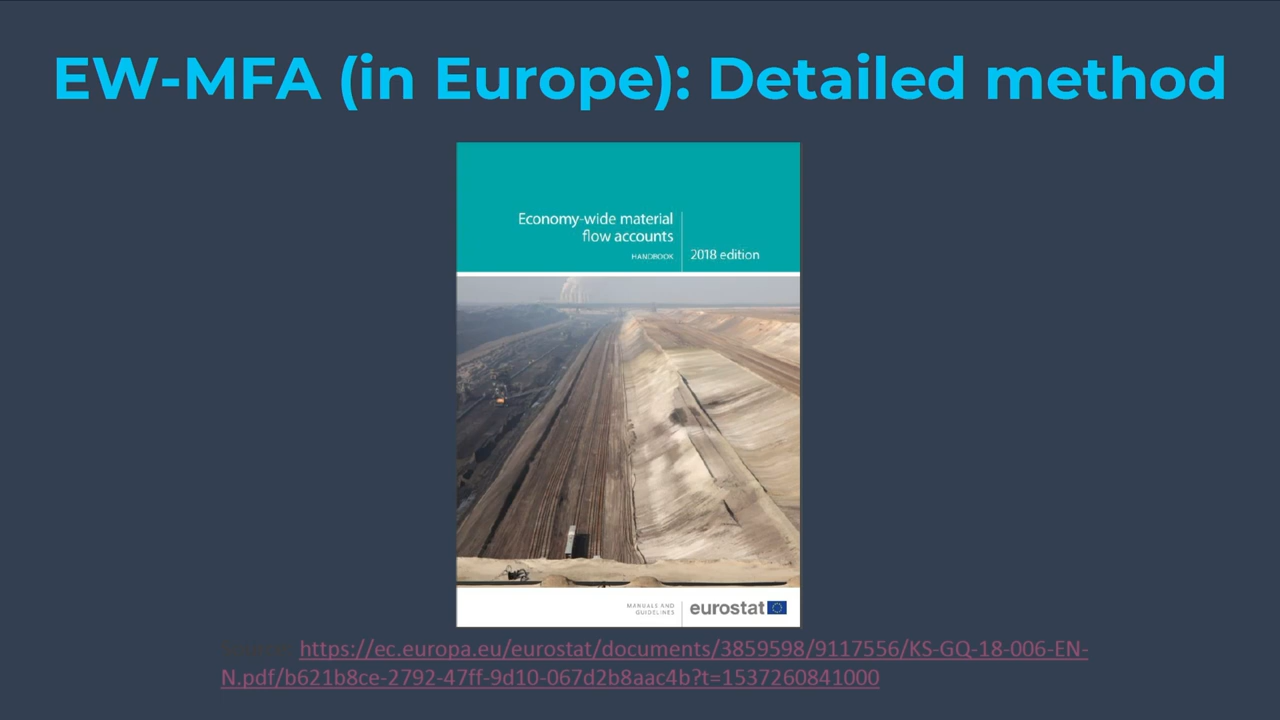 EW-MFA (in Europe): Detailed method
Economy-wide material
flow accounts
HANDBOOK
2018 edition
MANUALS AND
GUIDELINES
eurostat
https://ec.europa.eu/eurostat/documents/3859598/9117556/KS-GQ-18-006-EN-
N.pdf/b621b8ce-2792-47ff-9d10-067d2b8aac4b?t=1537260841000